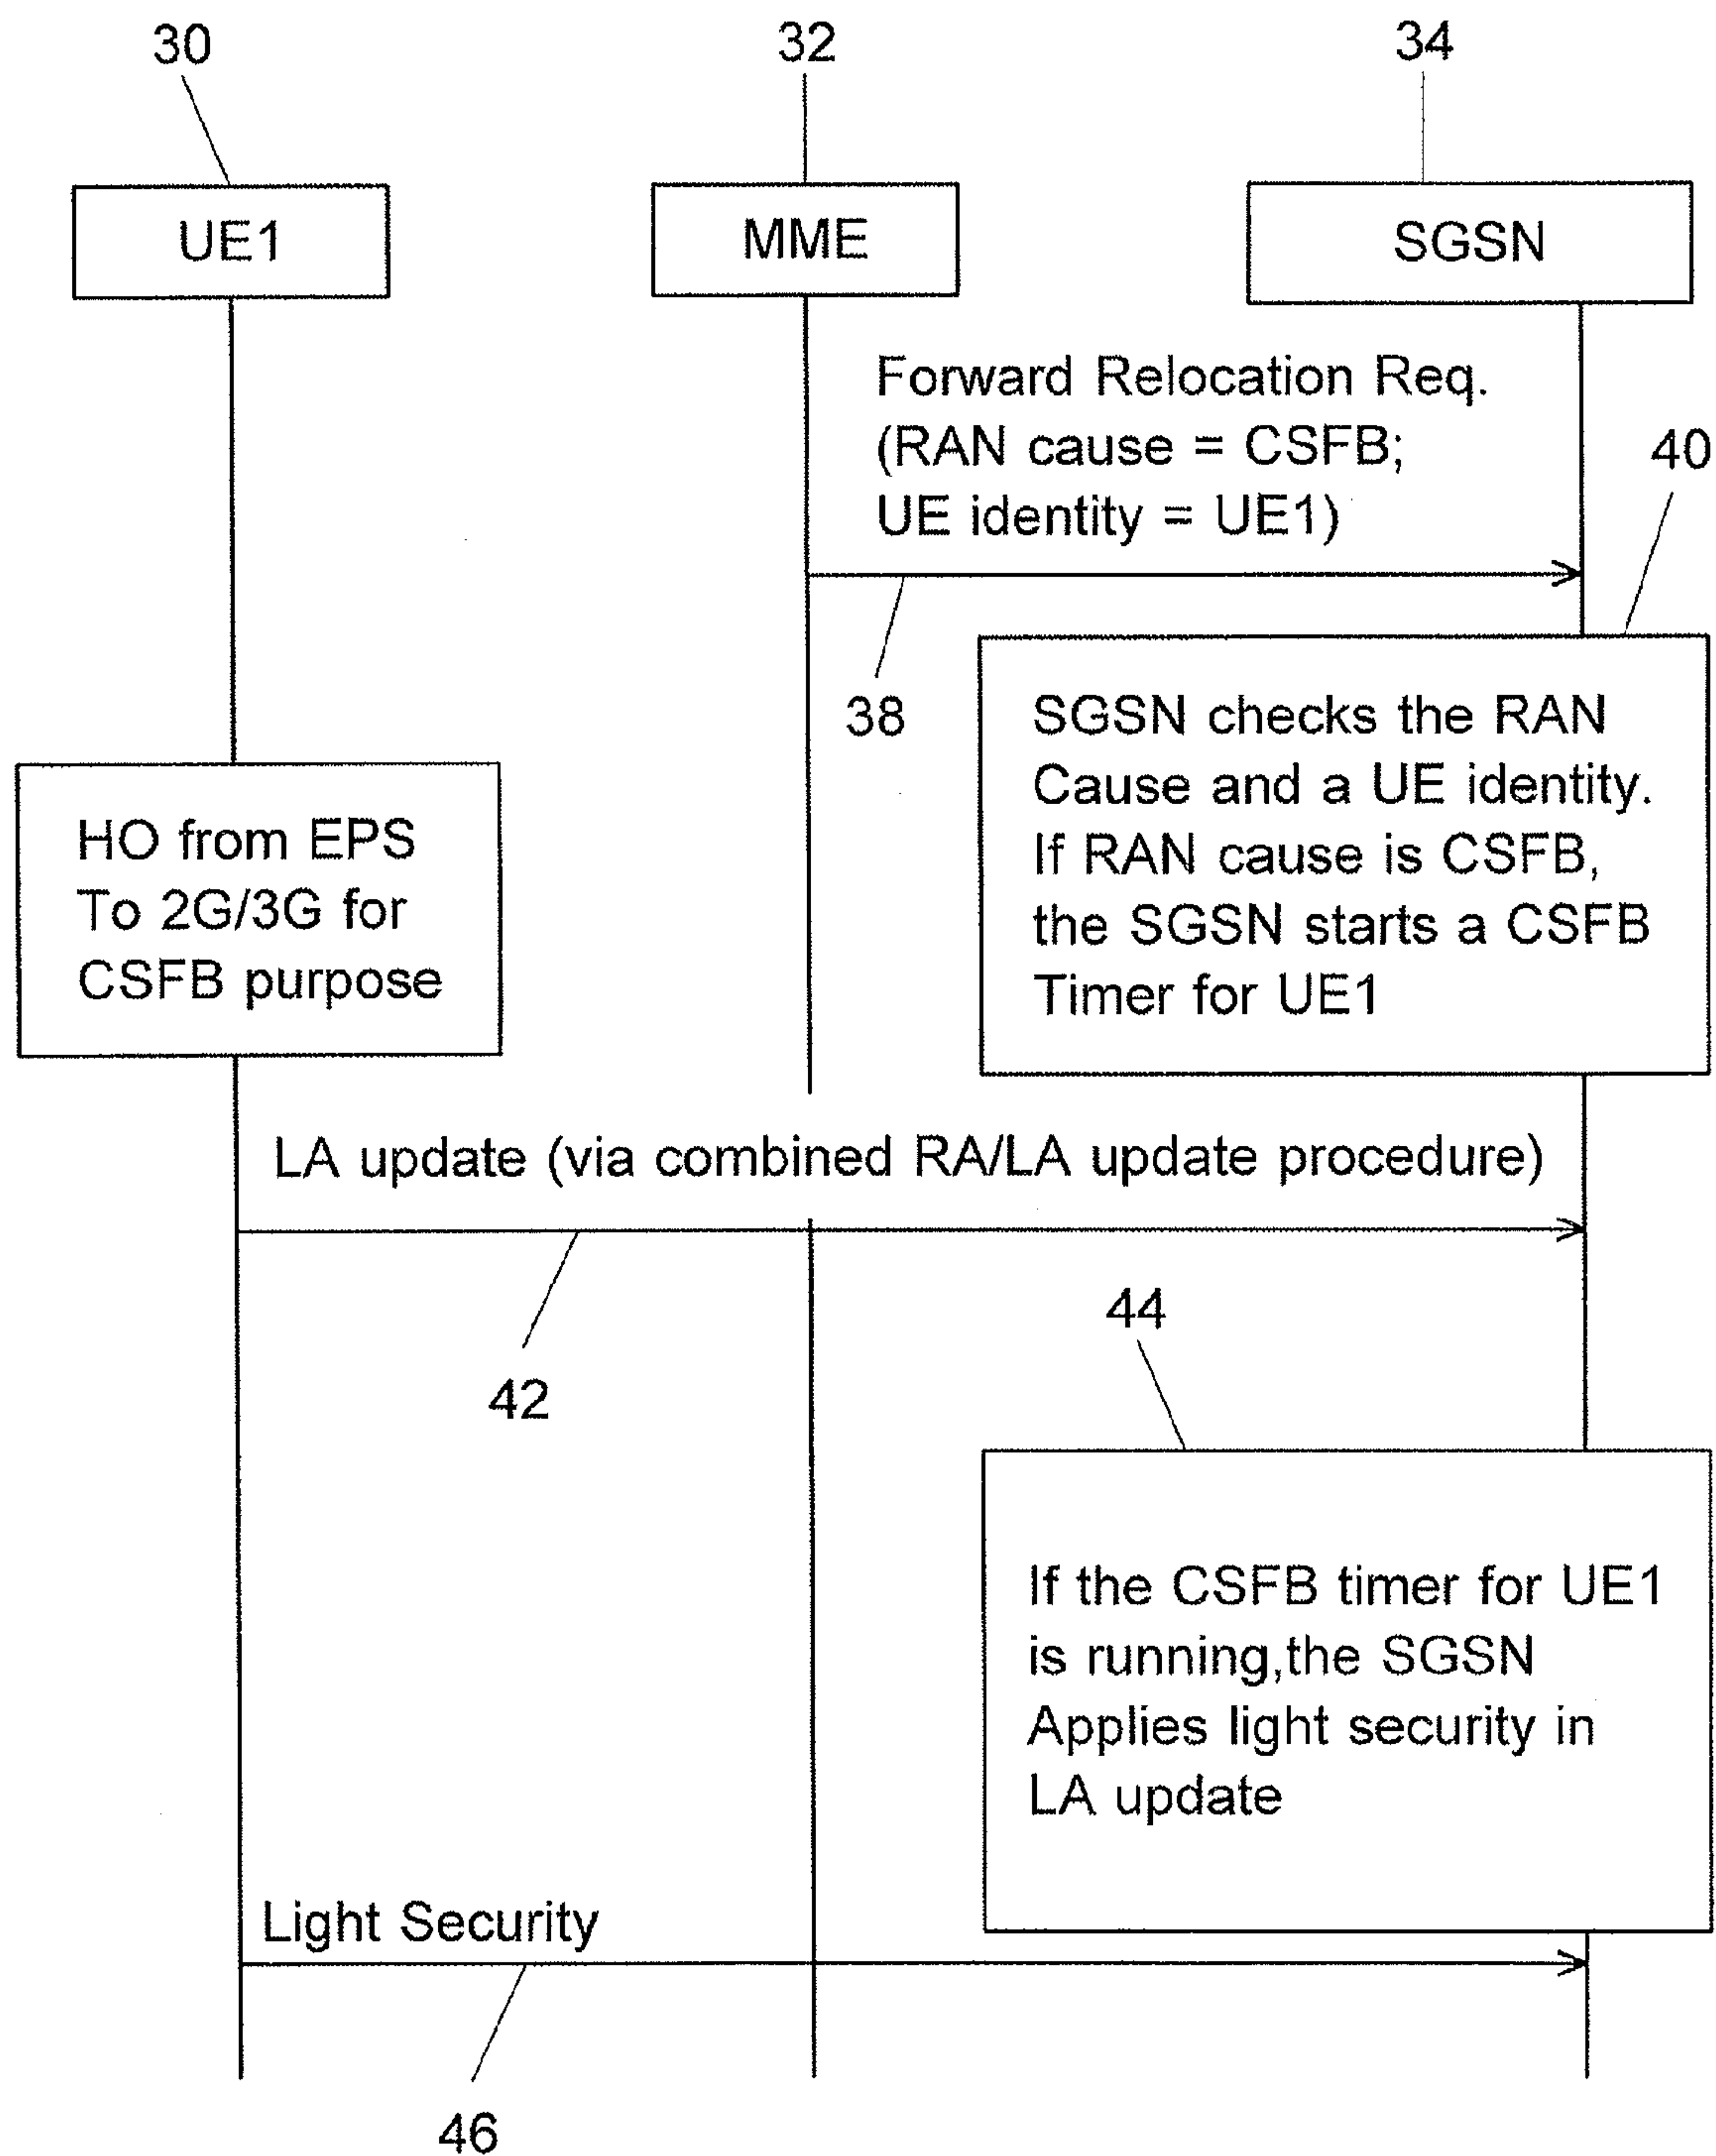 30
32
34
UE1
MME
SGSN
Forward Relocation Req.
(RAN cause = CSFB;
UE identity = UE1)
40
38
SGSN checks the RAN
Cause and a UE identity.
If RAN cause is CSFB,
the SGSN starts a CSFB
Timer for UE1
HO from EPS
To 2G/3G for
CSFB purpose
LA update (via combined RA/LA update procedure)
42
44
If the CSFB timer for UE1
is running,the SGSN
Applies light security in
LA update
Light Security
46